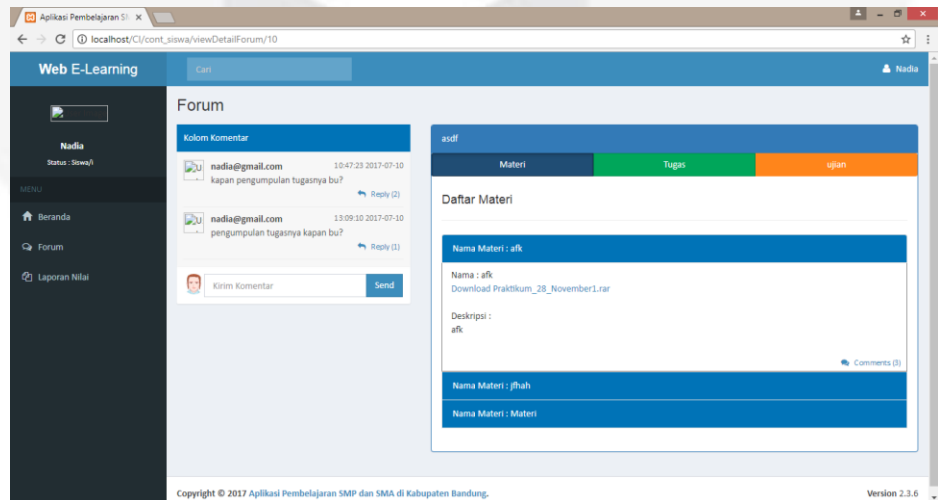 Aplikasi Pembelajaran S
localhost/CI/cont_siswa/viewDetailForum/10
Web E-Learning
Cari
Nadia
Nadia
Status : Siswa/i
MENU
Beranda
Forum
Laporan Nilai
Forum
Kolom Komentar
nadia@gmail.com 10:47:23 2017-07-10
kapan pengumpulan tugasnya bu?
Reply (2)
nadia@gmail.com 13:09:10 2017-07-10
pengumpulan tugasnya kapan bu?
Reply (1)
Kirim Komentar Send
asdf
Materi Tugas ujian
Daftar Materi
Nama Materi : afk
Nama : afk
Download Praktikum_28_November1.rar
Deskripsi :
afk
Comments (3)
Nama Materi : jfhah
Nama Materi : Materi
Copyright © 2017 Aplikasi Pembelajaran SMP dan SMA di Kabupaten Bandung. Version 2.3.6